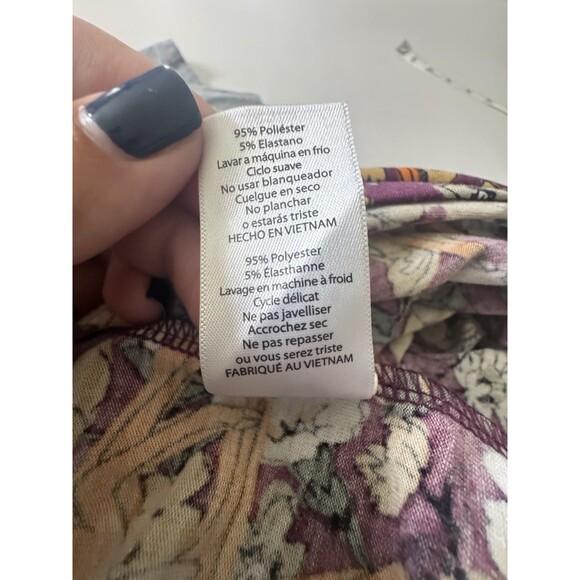 95% Poliéster
5% Elastano
Lavar a máquina en frio
Ciclo suave
No usar blanqueador
Cuelgue en seco
No planchar
o estarás triste
HECHO EN VIETNAM
95% Polyester
5% Élasthanne
Lavage en machine à froid
Cycle délicat
Ne pas javelliser
Accrochez sec
Ne pas repasser
ou vous serez triste
FABRIQUÉ AU VIETNAM